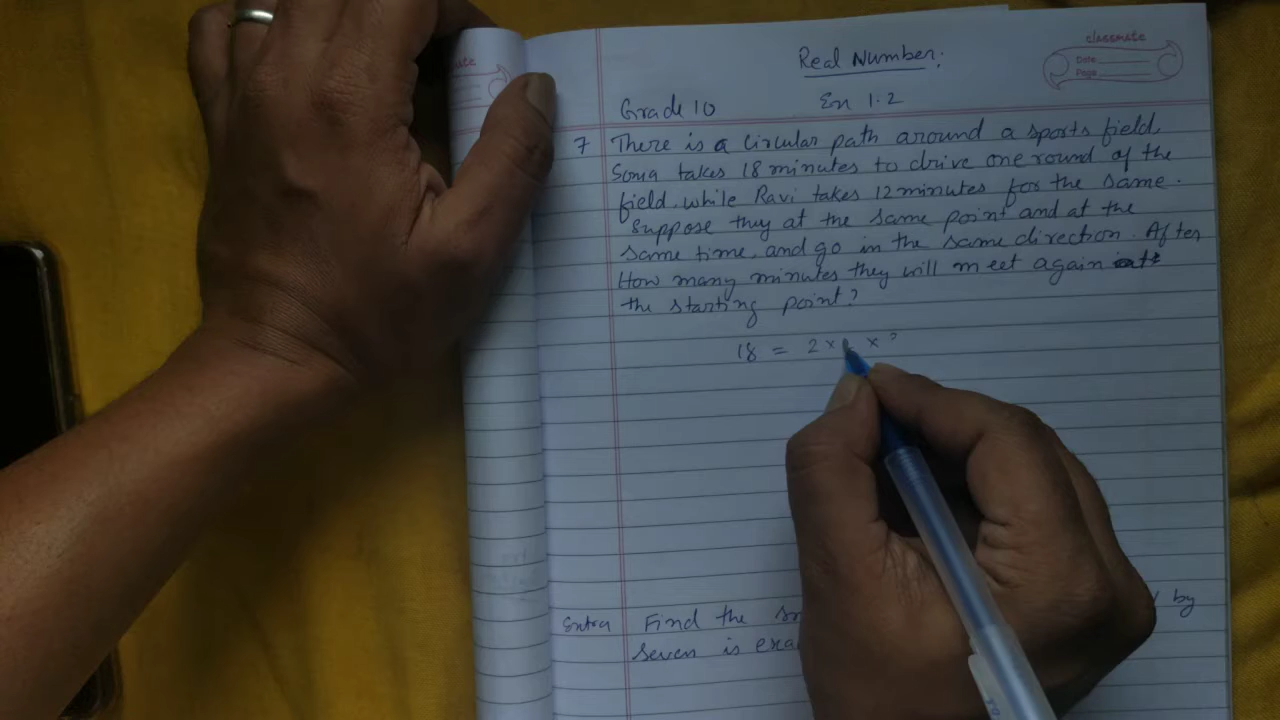 Real Number:
classmate
Date
Page
Grade 10 Ex 1.2
7 There is a circular path around a sports field.
Sonia takes 18 minutes to drive one round of the
field. while Ravi takes 12 minutes for the same.
Suppose they at the same point and at the
same time, and go in the same direction. After
How many minutes they will meet again at
the starting point?
18 = 2 × ×
Extra Find the by
seven is